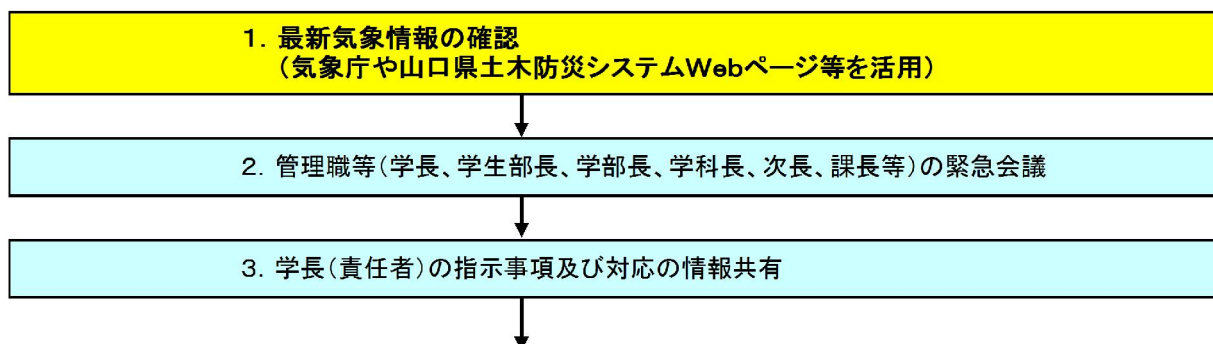 1．最新気象情報の確認
（気象庁や山口県土木防災システムWebページ等を活用）
2．管理職等（学長、学生部長、学部長、学科長、次長、課長等）の緊急会議
3．学長（責任者）の指示事項及び対応の情報共有